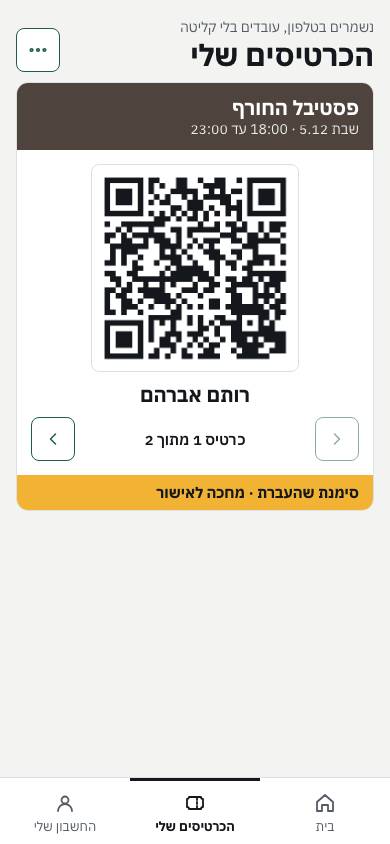 נשמרים בטלפון, עובדים בלי קליטה
הכרטיסים שלי
פסטיבל החורף
שבת 5.12 · 18:00 עד 23:00
רותם אברהם
כרטיס 1 מתוך 2
סימנת שהעברת · מחכה לאישור
בית
הכרטיסים שלי
החשבון שלי